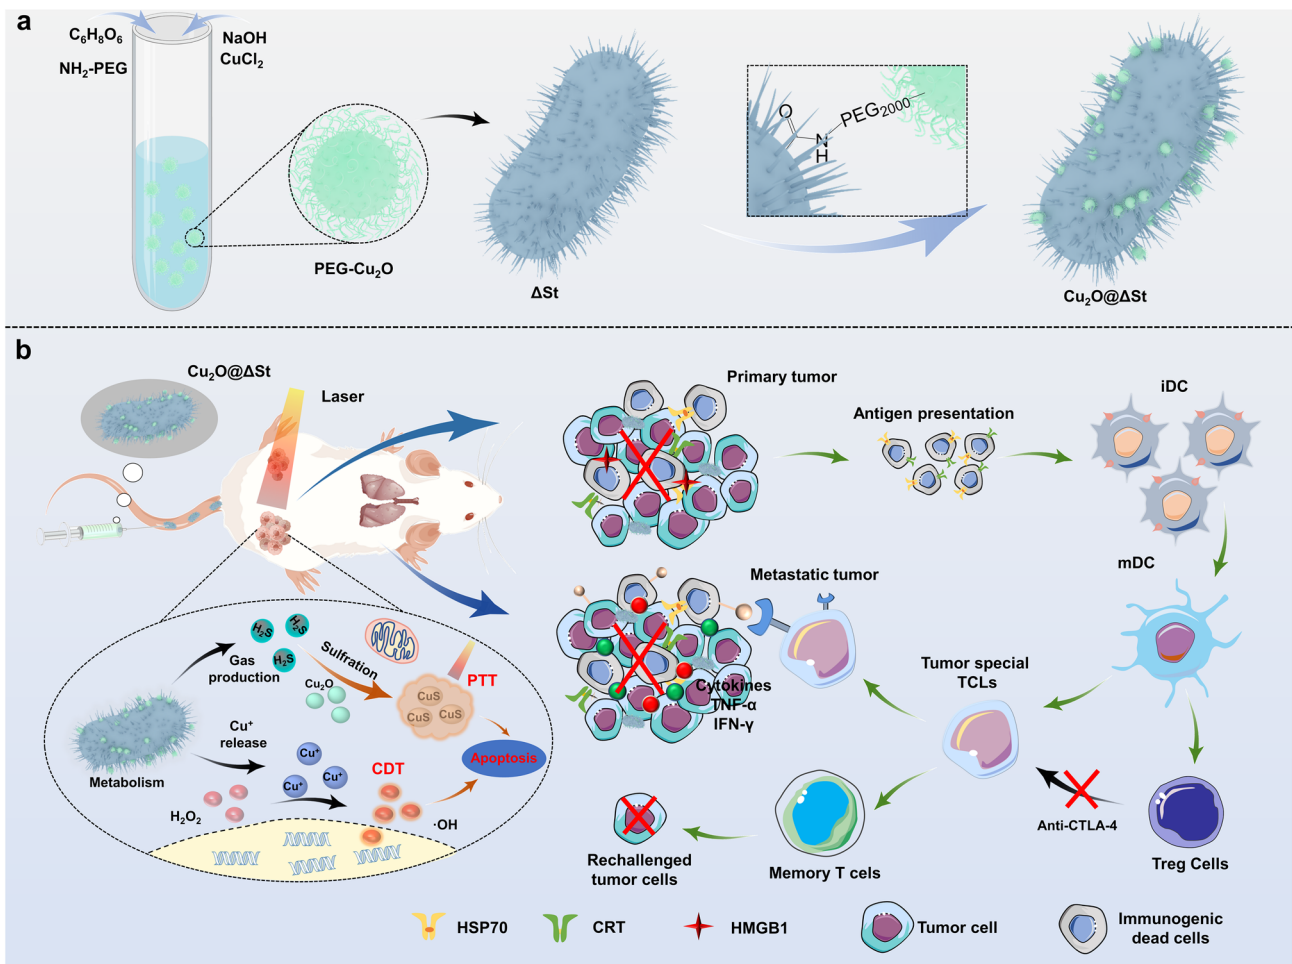 a
C₆H₈O₆
NH₂-PEG
NaOH
CuCl₂
PEG-Cu₂O
ΔSt
O
N
H
PEG₂₀₀₀
Cu₂O@ΔSt
b
Cu₂O@ΔSt
Laser
Primary tumor
Antigen presentation
iDC
mDC
Metastatic tumor
Cytokines
TNF-α
IFN-γ
Tumor special
TCLs
Anti-CTLA-4
Treg Cells
Memory T cells
Rechallenged
tumor cells
H₂S
H₂S
H₂S
Gas
production
Sulfration
Cu₂O
CuS
CuS
CuS
PTT
Cu⁺
release
Metabolism
Cu⁺
Cu⁺
Cu⁺
CDT
Apoptosis
H₂O₂
·OH
HSP70
CRT
HMGB1
Tumor cell
Immunogenic
dead cells